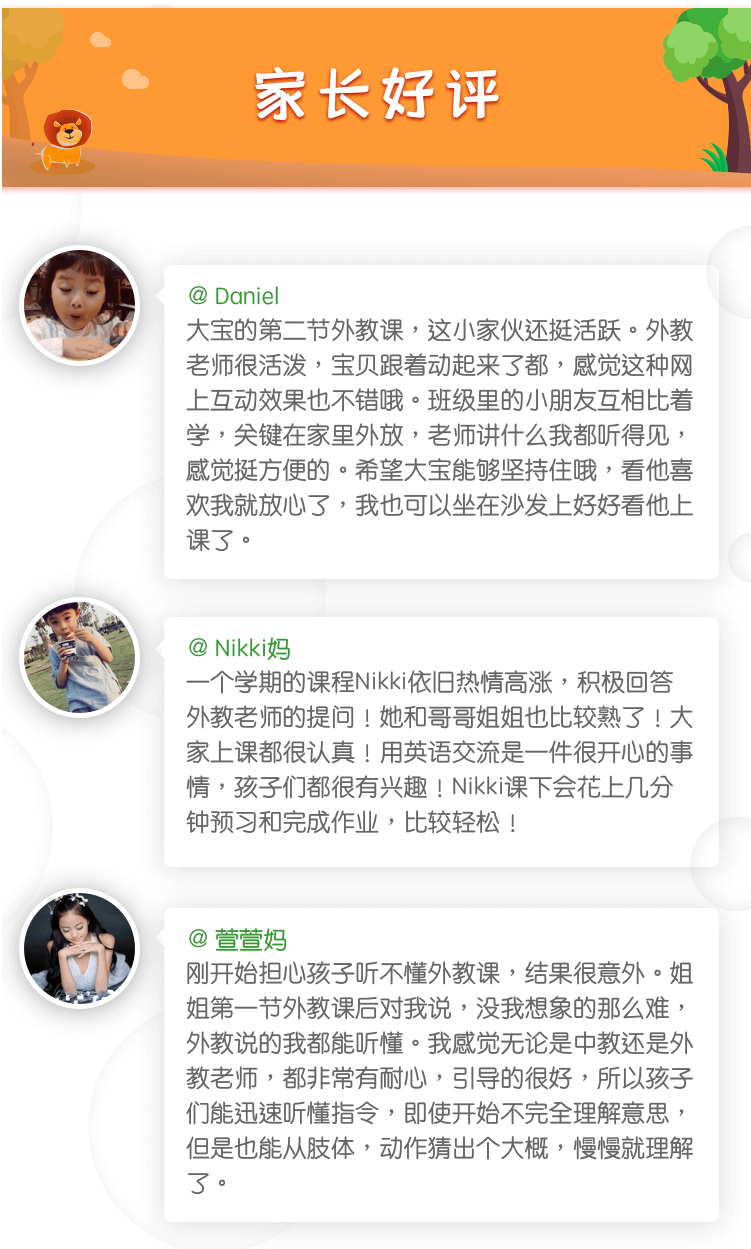 家长好评
@ Daniel
大宝的第二节外教课，这小家伙还挺活跃。外教
老师很活泼，宝贝跟着动起来了都，感觉这种网
上互动效果也不错哦。班级里的小朋友互相比着
学，关键在家里外放，老师讲什么我都听得见，
感觉挺方便的。希望大宝能够坚持住哦，看他喜
欢我就放心了，我也可以坐在沙发上好好看他上
课了。
@ Nikki妈
一个学期的课程Nikki依旧热情高涨，积极回答
外教老师的提问！她和哥哥姐姐也比较熟了！大
家上课都很认真！用英语交流是一件很开心的事
情，孩子们都很有兴趣！Nikki课下会花上几分
钟预习和完成作业，比较轻松！
@ 萱萱妈
刚开始担心孩子听不懂外教课，结果很意外。姐
姐第一节外教课后对我说，没我想象的那么难，
外教说的我都能听懂。我感觉无论是中教还是外
教老师，都非常有耐心，引导的很好，所以孩子
们能迅速听懂指令，即使开始不完全理解意思，
但是也能从肢体，动作猜出个大概，慢慢就理解
了。